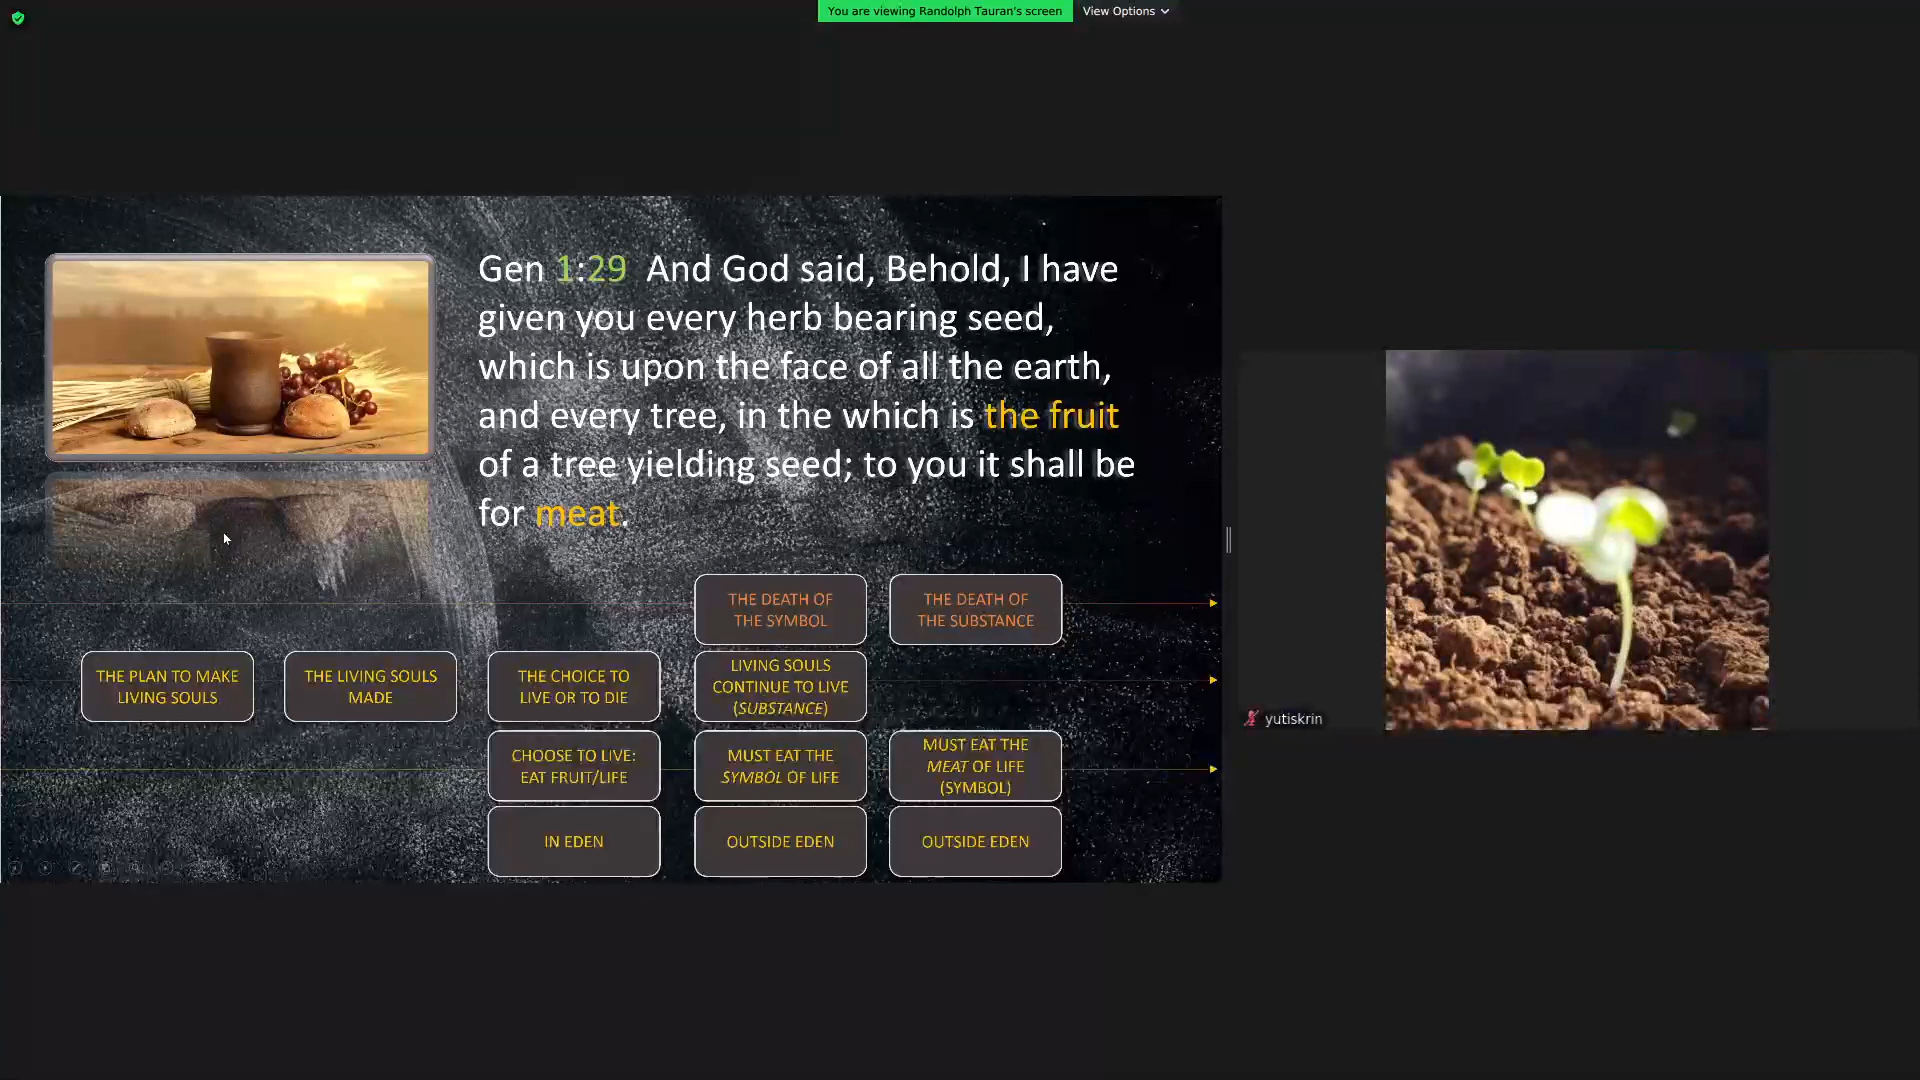 You are viewing Randolph Tauran's screen
View Options
Gen 1:29 And God said, Behold, I have
given you every herb bearing seed,
which is upon the face of all the earth,
and every tree, in the which is the fruit
of a tree yielding seed; to you it shall be
for meat.
THE DEATH OF
THE SYMBOL
THE DEATH OF
THE SUBSTANCE
THE PLAN TO MAKE
LIVING SOULS
THE LIVING SOULS
MADE
THE CHOICE TO
LIVE OR TO DIE
LIVING SOULS
CONTINUE TO LIVE
(SUBSTANCE)
CHOOSE TO LIVE:
EAT FRUIT/LIFE
MUST EAT THE
SYMBOL OF LIFE
MUST EAT THE
MEAT OF LIFE
(SYMBOL)
IN EDEN
OUTSIDE EDEN
OUTSIDE EDEN
yutiskrin